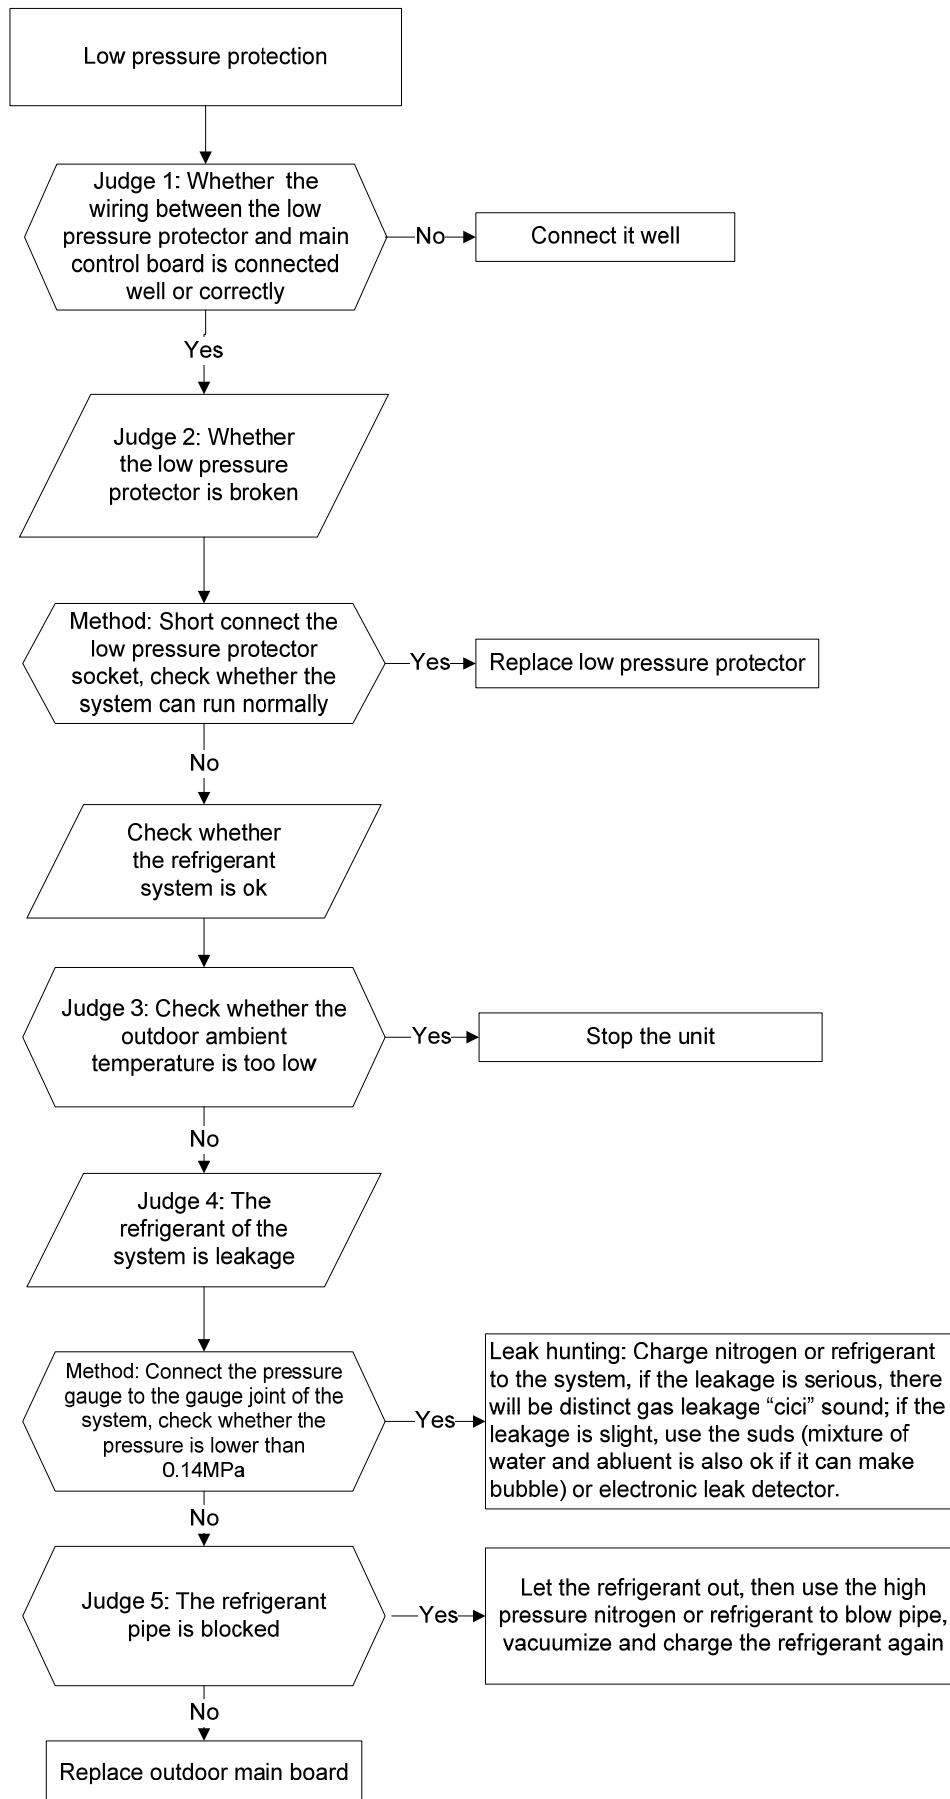 Low pressure protection
Judge 1: Whether the
wiring between the low
pressure protector and main
control board is connected
well or correctly
No
Connect it well
Yes
Judge 2: Whether
the low pressure
protector is broken
Method: Short connect the
low pressure protector
socket, check whether the
system can run normally
Yes
Replace low pressure protector
No
Check whether
the refrigerant
system is ok
Judge 3: Check whether the
outdoor ambient
temperature is too low
Yes
Stop the unit
No
Judge 4: The
refrigerant of the
system is leakage
Method: Connect the pressure
gauge to the gauge joint of the
system, check whether the
pressure is lower than
0.14MPa
Yes
Leak hunting: Charge nitrogen or refrigerant
to the system, if the leakage is serious, there
will be distinct gas leakage “cici” sound; if the
leakage is slight, use the suds (mixture of
water and abluent is also ok if it can make
bubble) or electronic leak detector.
No
Judge 5: The refrigerant
pipe is blocked
Yes
Let the refrigerant out, then use the high
pressure nitrogen or refrigerant to blow pipe,
vacuumize and charge the refrigerant again
No
Replace outdoor main board